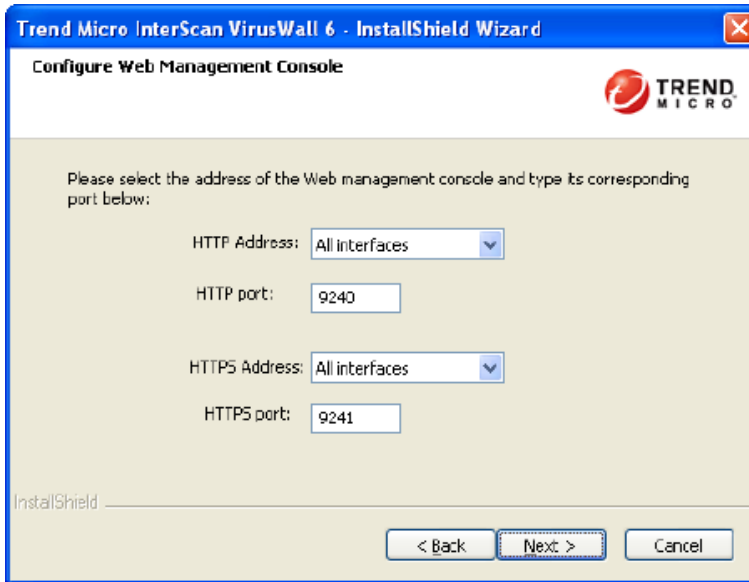 Trend Micro InterScan VirusWall 6 - InstallShield Wizard
Configure Web Management Console
TREND
MICRO
Please select the address of the Web management console and type its corresponding
port below:
HTTP Address: All interfaces
HTTP port: 9240
HTTPS Address: All interfaces
HTTPS port: 9241
InstallShield
< Back Next > Cancel